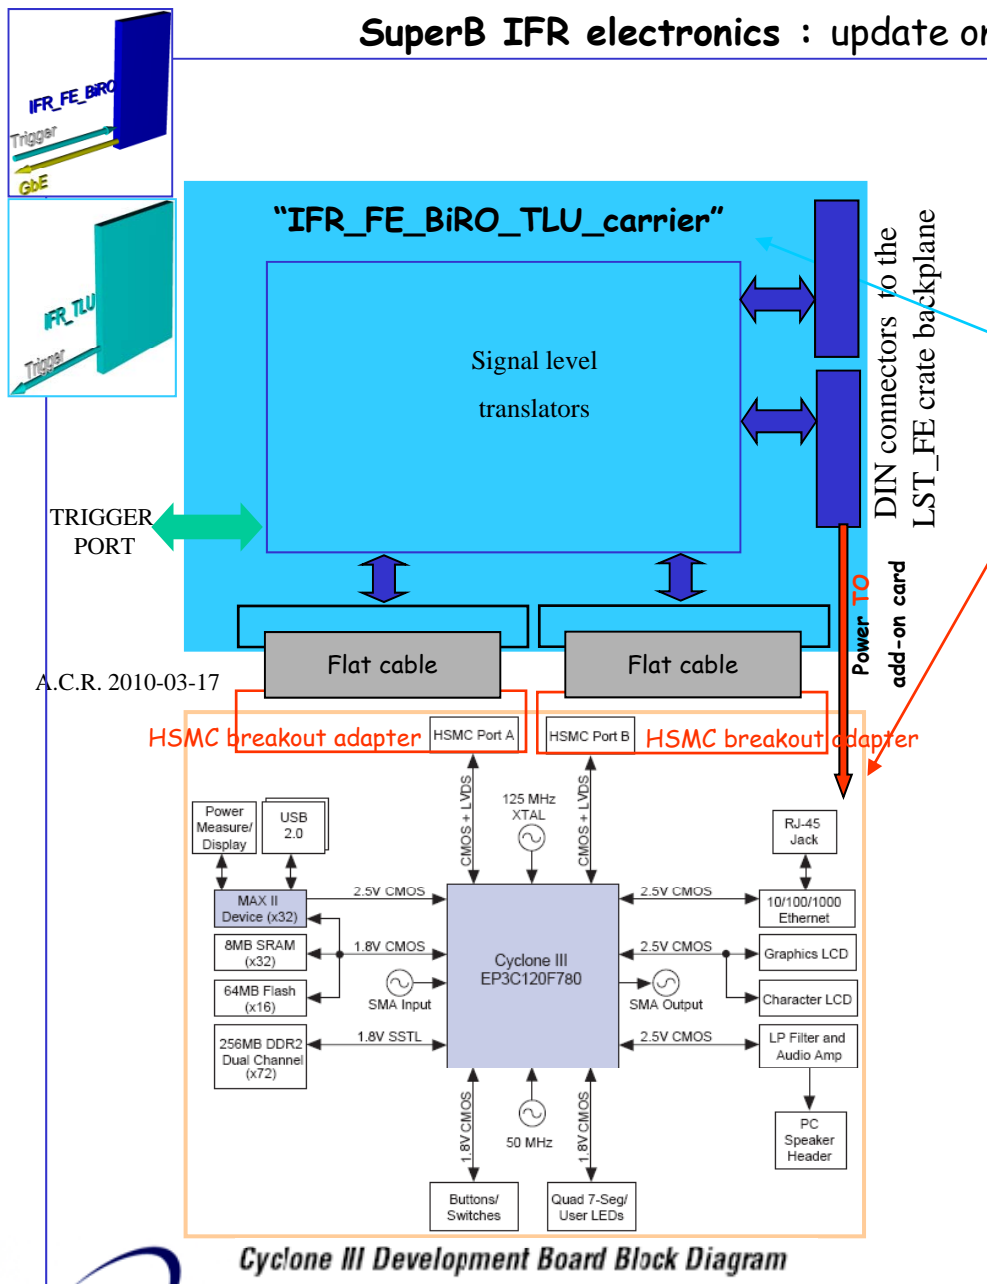 SuperB IFR electronics : update on
IFR_FE_BiRO
Trigger
GbE
IFR_TLU
Trigger
"IFR_FE_BiRO_TLU_carrier"
Signal level
translators
DIN connectors to the
LST_FE crate backplane
TRIGGER
PORT
Power TO
add-on card
Flat cable
Flat cable
A.C.R. 2010-03-17
HSMC breakout adapter
HSMC Port A
HSMC Port B
HSMC breakout adapter
CMOS + LVDS
125 MHz
XTAL
CMOS + LVDS
Power
Measure/
Display
USB
2.0
RJ-45
Jack
MAX II
Device (x32)
2.5V CMOS
2.5V CMOS
10/100/1000
Ethernet
8MB SRAM
(x32)
1.8V CMOS
Cyclone III
EP3C120F780
2.5V CMOS
Graphics LCD
64MB Flash
(x16)
SMA Input
SMA Output
Character LCD
256MB DDR2
Dual Channel
(x72)
1.8V SSTL
2.5V CMOS
LP Filter and
Audio Amp
1.8V CMOS
50 MHz
1.8V CMOS
PC
Speaker
Header
Buttons/
Switches
Quad 7-Seg/
User LEDs
Cyclone III Development Board Block Diagram